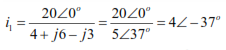 i₁ = 20∠0° / 4 + j6 − j3 = 20∠0° / 5∠37° = 4∠−37°